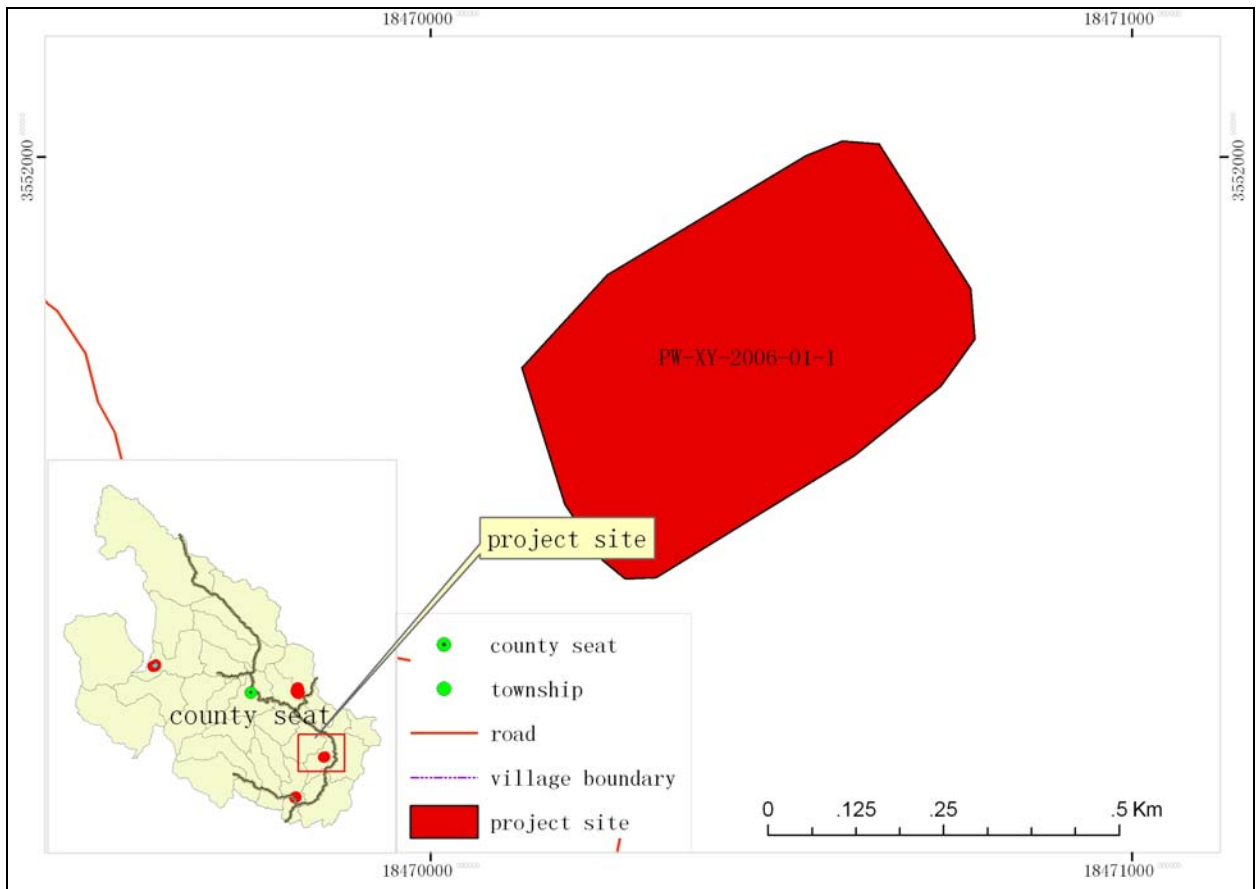 18470000
18471000
3552000
3552000
PW-XY-2006-01-1
project site
county seat
county seat
township
road
village boundary
project site
0 .125 .25 .5 Km
18470000
18471000